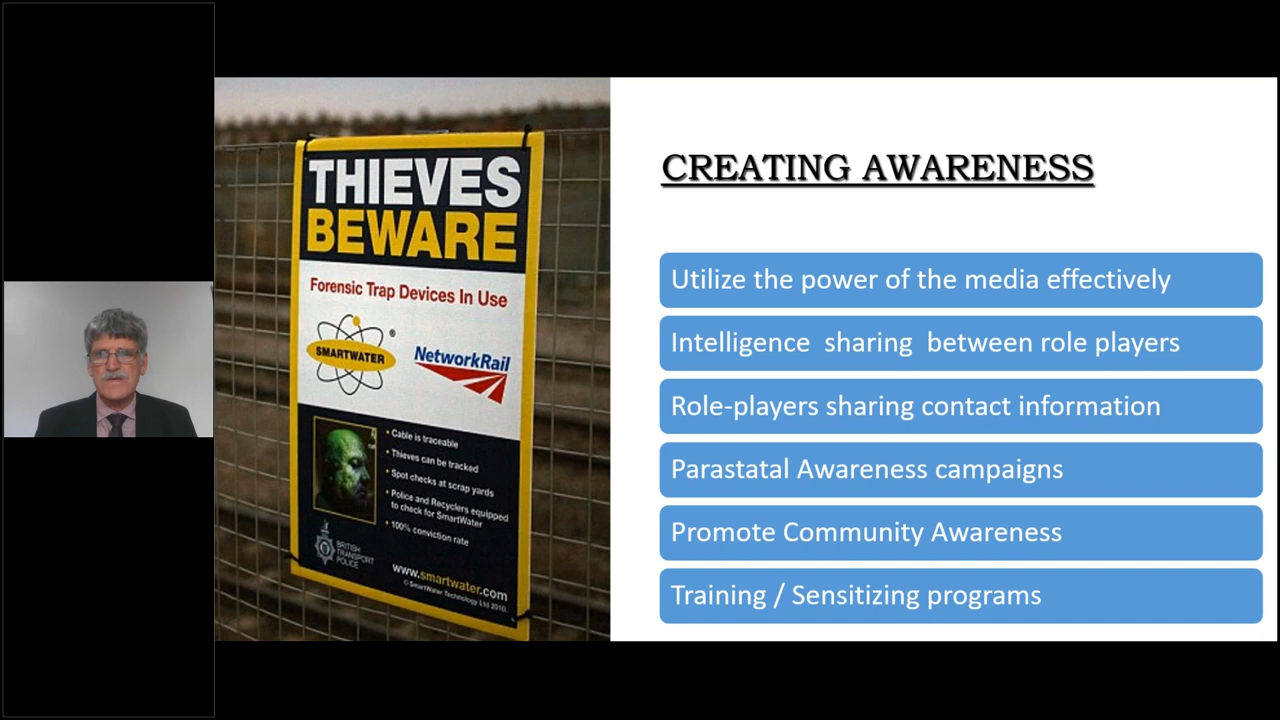 THIEVES
BEWARE
Forensic Trap Devices In Use
SMARTWATER
®
NetworkRail
• Cable is traceable
• Thieves can be tracked
• Spot checks at scrap yards
• Police and Recyclers equipped
to check for SmartWater
• 100% conviction rate
BRITISH
TRANSPORT
POLICE
www.smartwater.com
© SmartWater Technology Ltd 2010.
CREATING AWARENESS
Utilize the power of the media effectively
Intelligence sharing between role players
Role-players sharing contact information
Parastatal Awareness campaigns
Promote Community Awareness
Training / Sensitizing programs